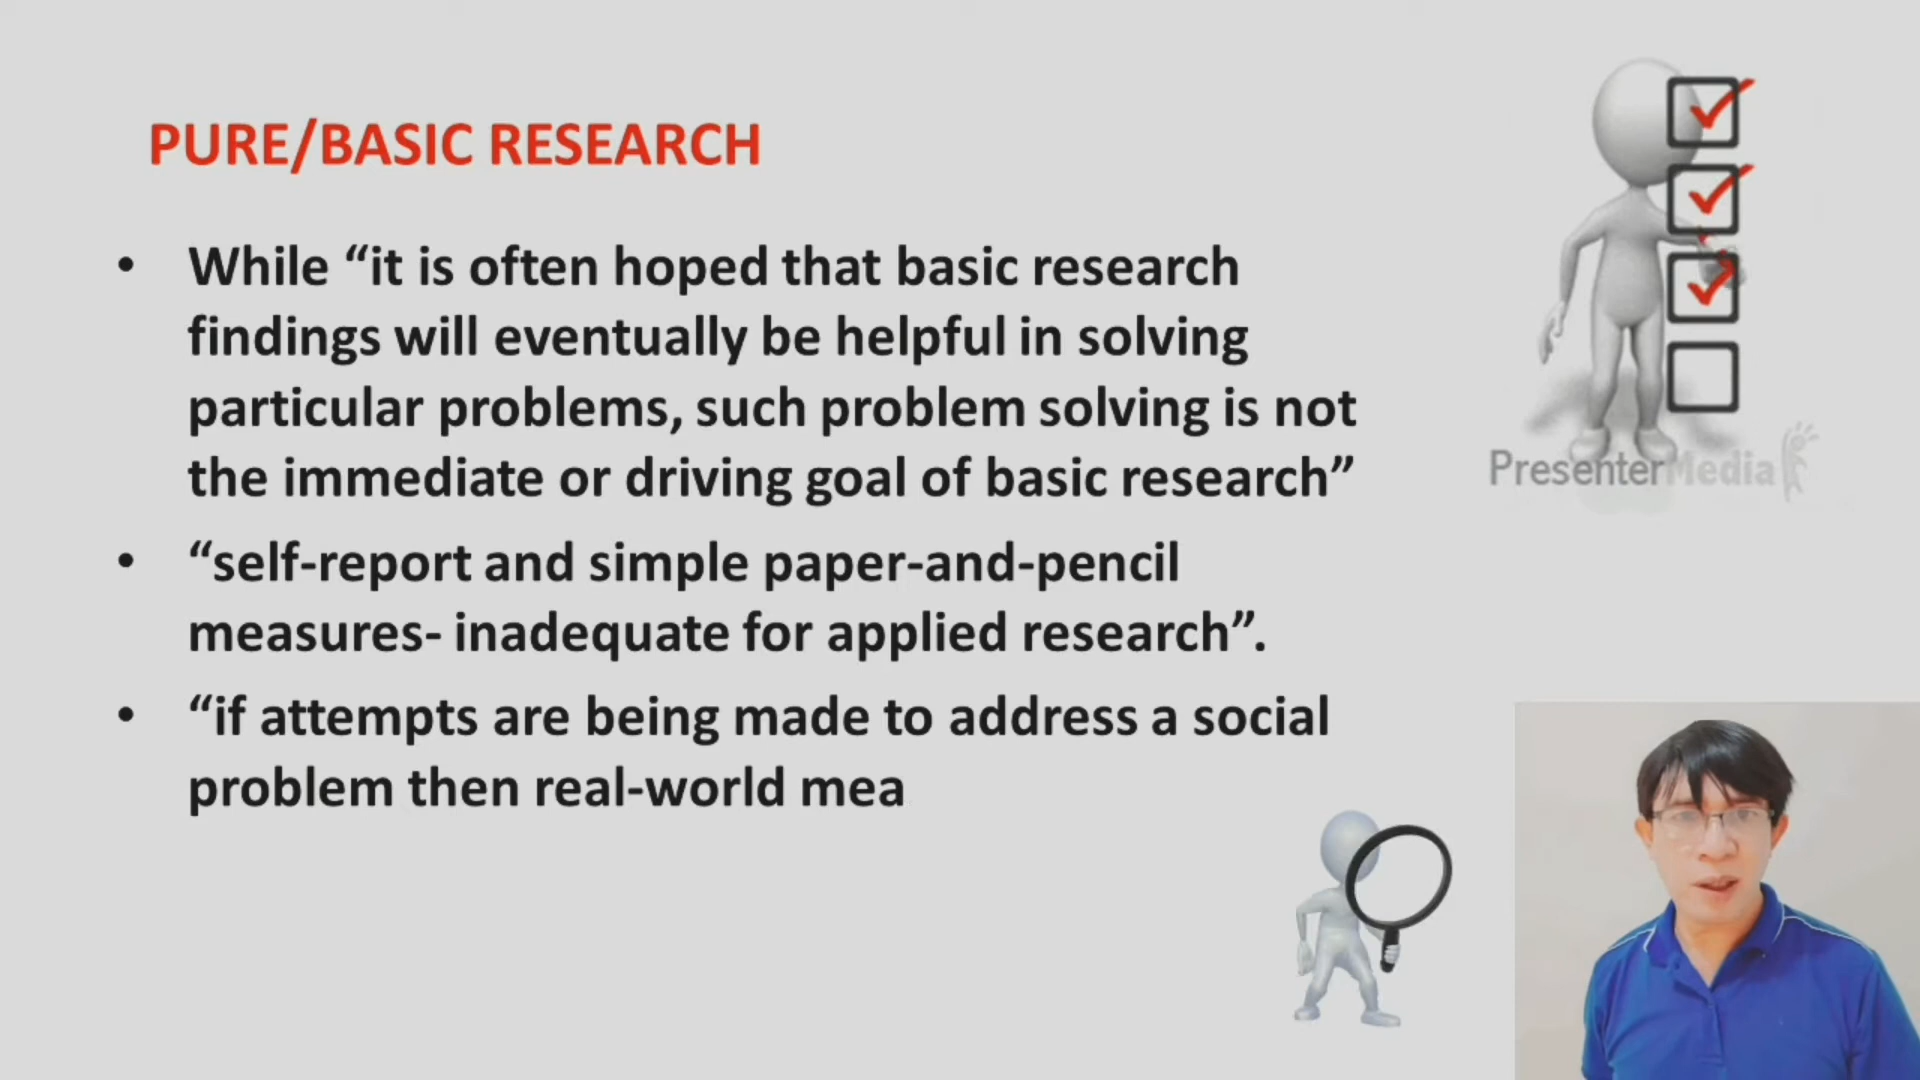 PURE/BASIC RESEARCH
• While “it is often hoped that basic research
findings will eventually be helpful in solving
particular problems, such problem solving is not
the immediate or driving goal of basic research”
• “self-report and simple paper-and-pencil
measures- inadequate for applied research”.
• “if attempts are being made to address a social
problem then real-world mea
PresenterMedia